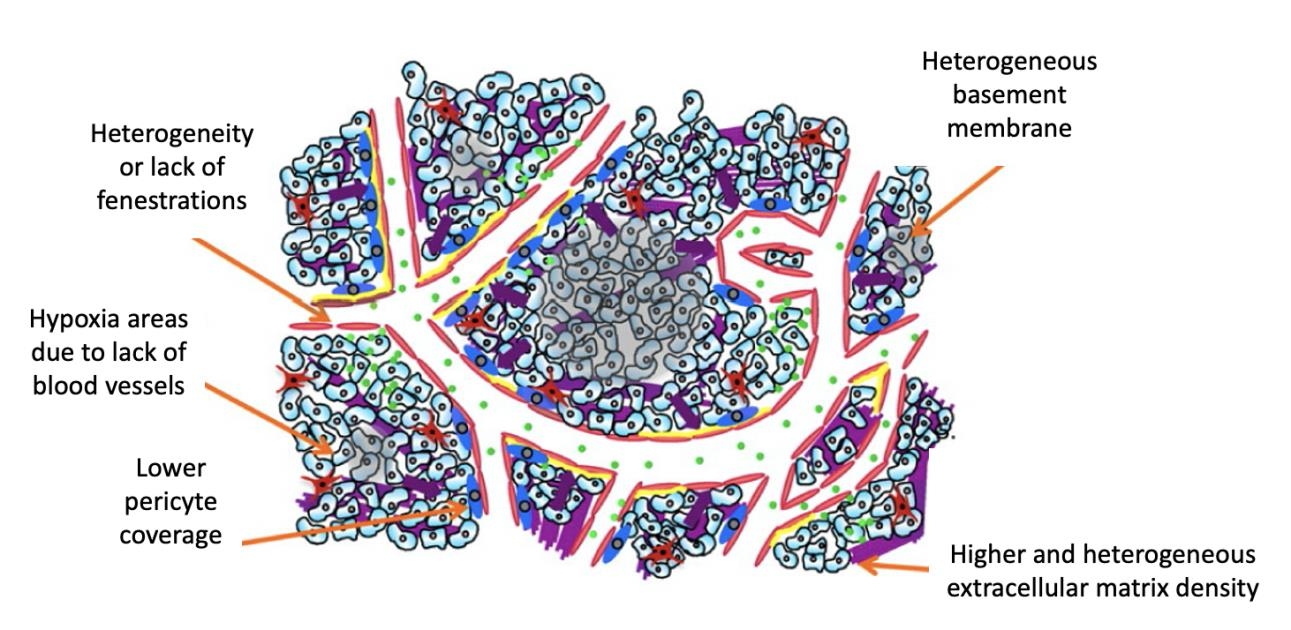 Heterogeneous
basement
membrane
Heterogeneity
or lack of
fenestrations
Hypoxia areas
due to lack of
blood vessels
Lower
pericyte
coverage
Higher and heterogeneous
extracellular matrix density